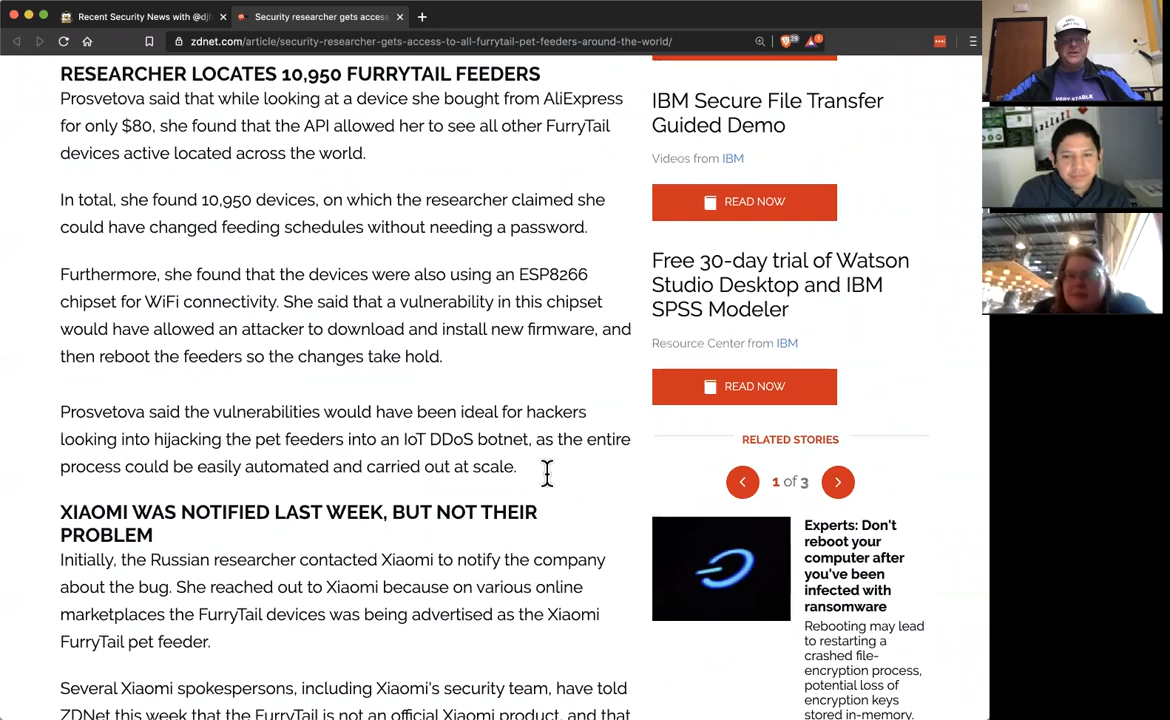 Recent Security News with @djh
Security researcher gets access
zdnet.com/article/security-researcher-gets-access-to-all-furrytail-pet-feeders-around-the-world/
29
1
RESEARCHER LOCATES 10,950 FURRYTAIL FEEDERS
Prosvetova said that while looking at a device she bought from AliExpress
for only $80, she found that the API allowed her to see all other FurryTail
devices active located across the world.
In total, she found 10,950 devices, on which the researcher claimed she
could have changed feeding schedules without needing a password.
Furthermore, she found that the devices were also using an ESP8266
chipset for WiFi connectivity. She said that a vulnerability in this chipset
would have allowed an attacker to download and install new firmware, and
then reboot the feeders so the changes take hold.
Prosvetova said the vulnerabilities would have been ideal for hackers
looking into hijacking the pet feeders into an IoT DDoS botnet, as the entire
process could be easily automated and carried out at scale.
XIAOMI WAS NOTIFIED LAST WEEK, BUT NOT THEIR
PROBLEM
Initially, the Russian researcher contacted Xiaomi to notify the company
about the bug. She reached out to Xiaomi because on various online
marketplaces the FurryTail devices was being advertised as the Xiaomi
FurryTail pet feeder.
Several Xiaomi spokespersons, including Xiaomi's security team, have told
ZDNet this week that the FurryTail is not an official Xiaomi product, and that
IBM Secure File Transfer
Guided Demo
Videos from IBM
READ NOW
Free 30-day trial of Watson
Studio Desktop and IBM
SPSS Modeler
Resource Center from IBM
READ NOW
RELATED STORIES
1 of 3
Experts: Don't
reboot your
computer after
you've been
infected with
ransomware
Rebooting may lead
to restarting a
crashed file-
encryption process,
potential loss of
encryption keys
stored in-memory.
VERY STABLE